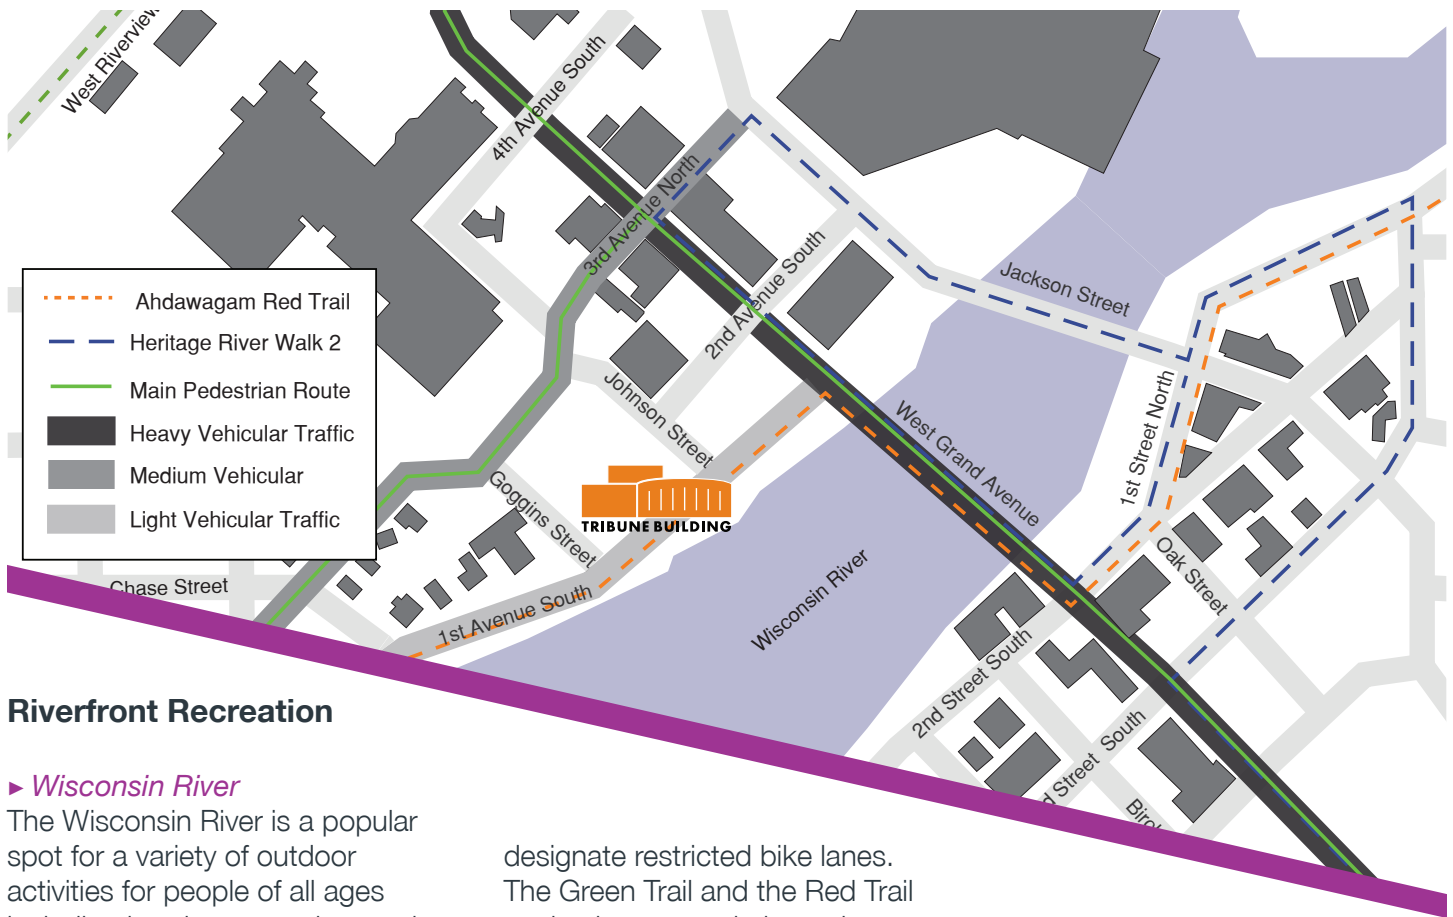 West Riverview
4th Avenue South
3rd Avenue North
2nd Avenue South
Jackson Street
Ahdawagam Red Trail
Heritage River Walk 2
Main Pedestrian Route
Heavy Vehicular Traffic
Medium Vehicular
Light Vehicular Traffic
Johnson Street
West Grand Avenue
1st Street North
Goggins Street
TRIBUNE BUILDING
Oak Street
Chase Street
1st Avenue South
Wisconsin River
2nd Street South
d Street South
Birch
Riverfront Recreation
► Wisconsin River
The Wisconsin River is a popular
spot for a variety of outdoor
activities for people of all ages
designate restricted bike lanes.
The Green Trail and the Red Trail